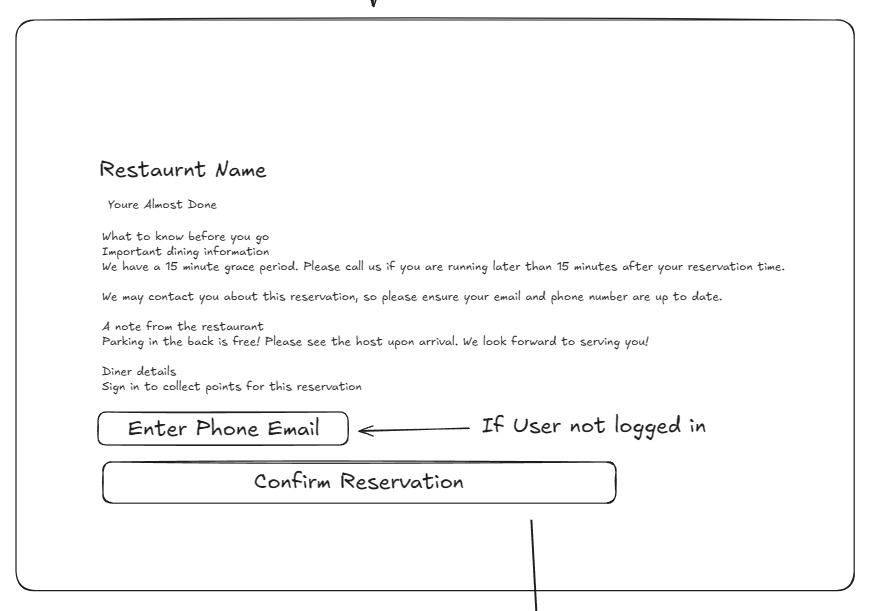 Restaurnt Name
Youre Almost Done
What to know before you go
Important dining information
We have a 15 minute grace period. Please call us if you are running later than 15 minutes after your reservation time.
We may contact you about this reservation, so please ensure your email and phone number are up to date.
A note from the restaurant
Parking in the back is free! Please see the host upon arrival. We look forward to serving you!
Diner details
Sign in to collect points for this reservation
Enter Phone Email
If User not logged in
Confirm Reservation